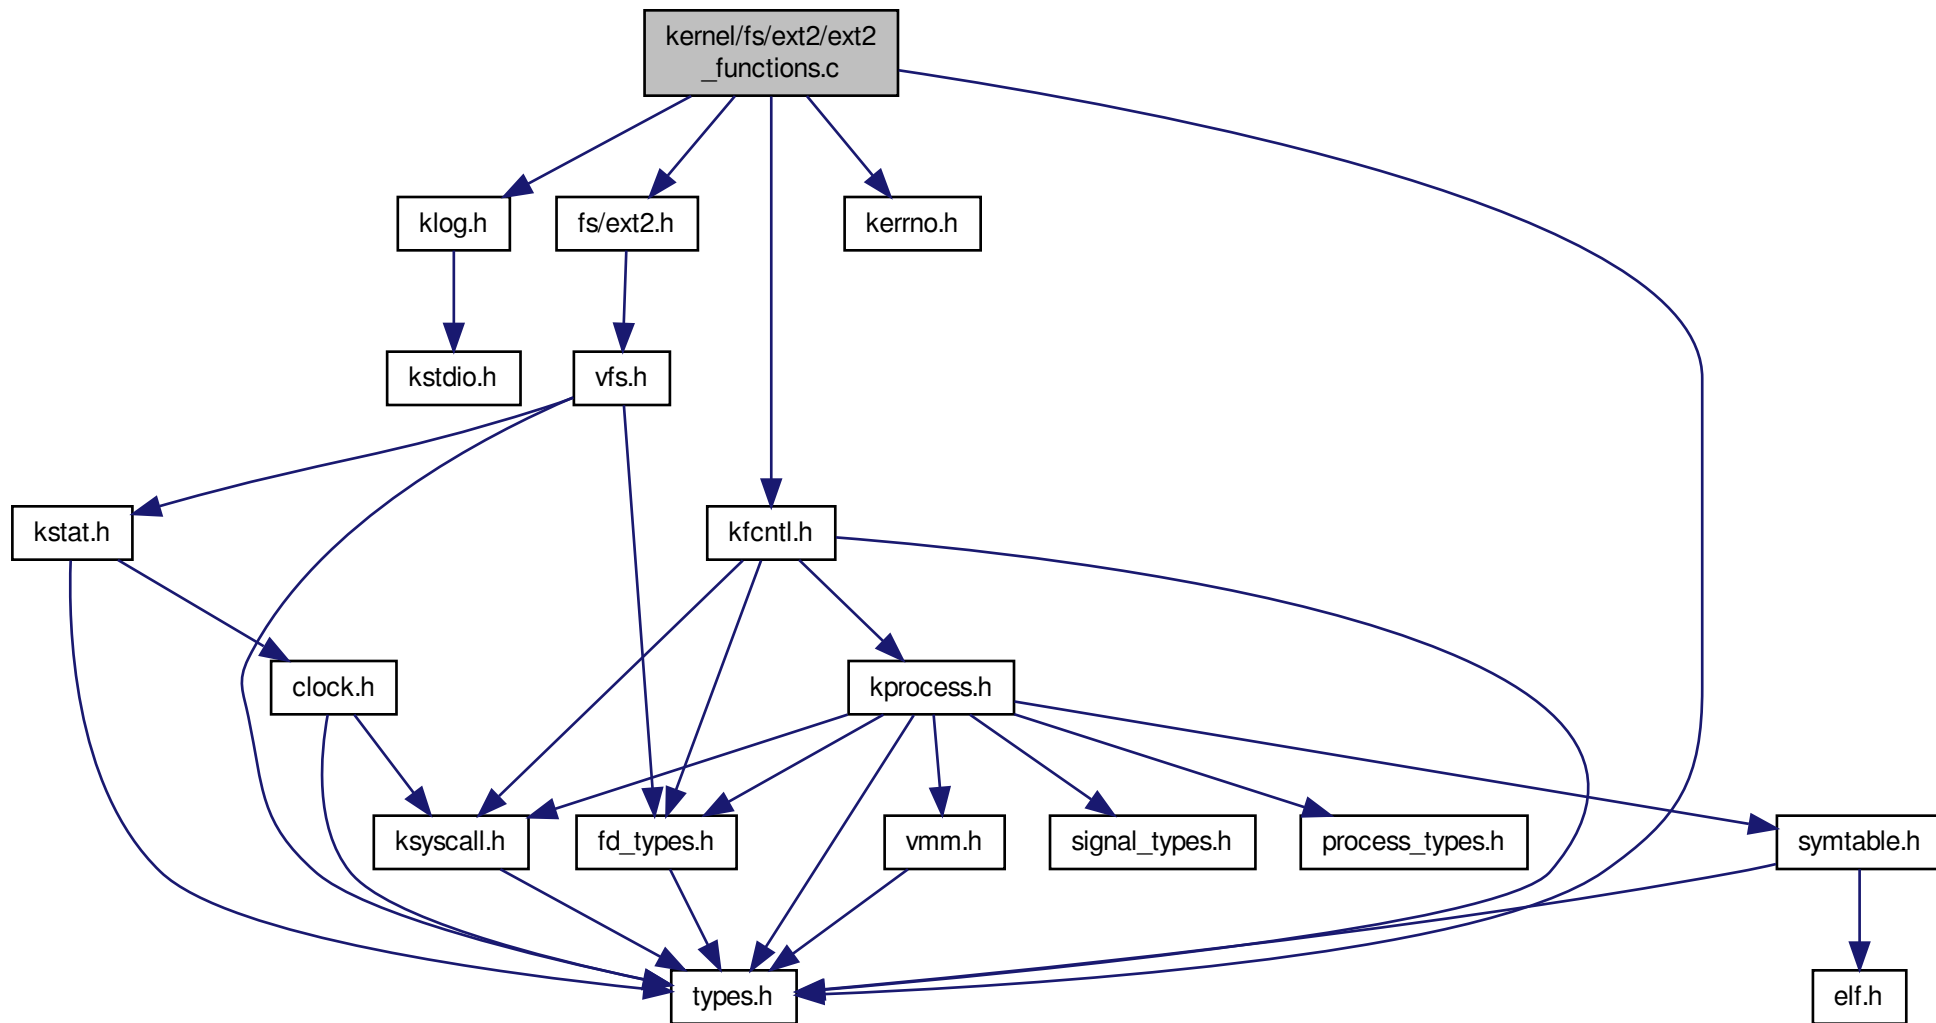 kernel/fs/ext2/ext2
_functions.c
klog.h
fs/ext2.h
kerrno.h
kstdio.h
vfs.h
kstat.h
kfcntl.h
clock.h
kprocess.h
ksyscall.h
fd_types.h
vmm.h
signal_types.h
process_types.h
symtable.h
types.h
elf.h